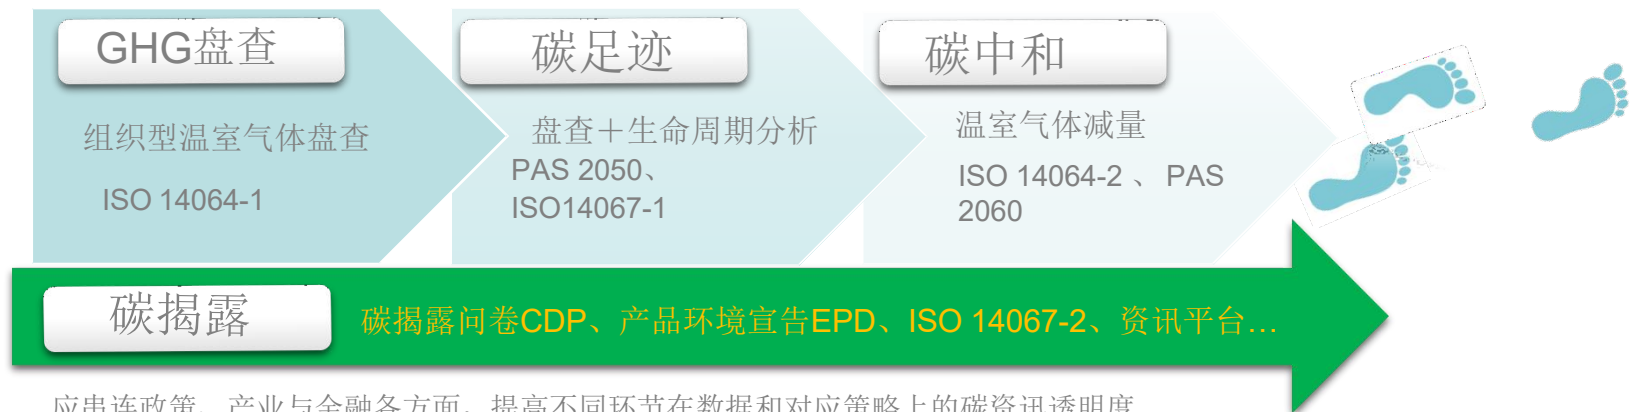 GHG盘查
组织型温室气体盘查
ISO 14064-1
碳足迹
盘查＋生命周期分析
PAS 2050、
ISO14067-1
碳中和
温室气体减量
ISO 14064-2 、 PAS
2060
碳揭露
碳揭露问卷CDP、产品环境宣告EPD、ISO 14067-2、资讯平台…
应串连政策、产业与金融各方面，提高不同环节在数据和对应策略上的碳资讯透明度